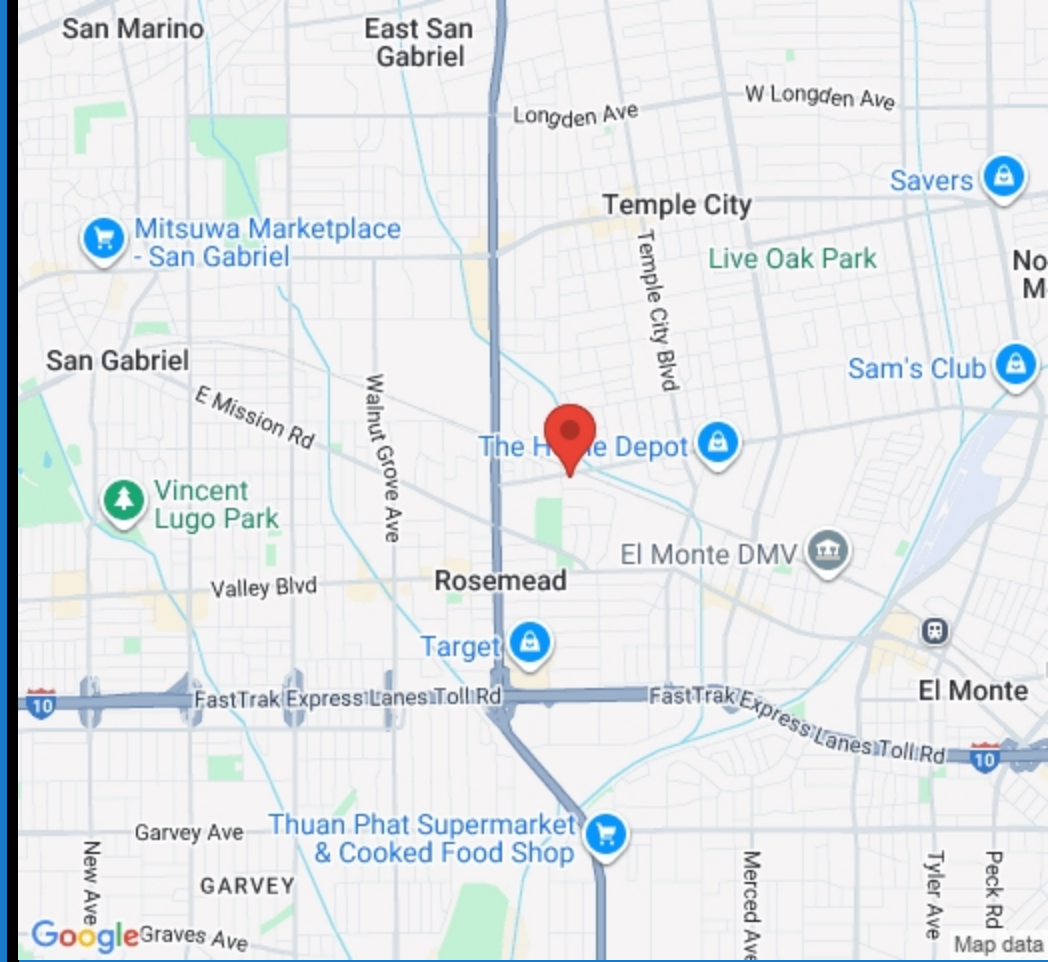 San Marino
East San
Gabriel
Longden Ave
W Longden Ave
Savers
Temple City
Mitsuwa Marketplace
- San Gabriel
Temple City Blvd
Live Oak Park
No
M
San Gabriel
Sam's Club
E Mission Rd
Walnut Grove Ave
The H e Depot
Vincent
Lugo Park
El Monte DMV
Rosemead
Valley Blvd
Target
El Monte
10
FastTrak Express Lanes Toll Rd
FastTrak Express Lanes Toll Rd
10
Thuan Phat Supermarket
& Cooked Food Shop
Garvey Ave
New Ave
GARVEY
Merced Ave
Tyler Ave
Peck Rd
Google
Graves Ave
Map data